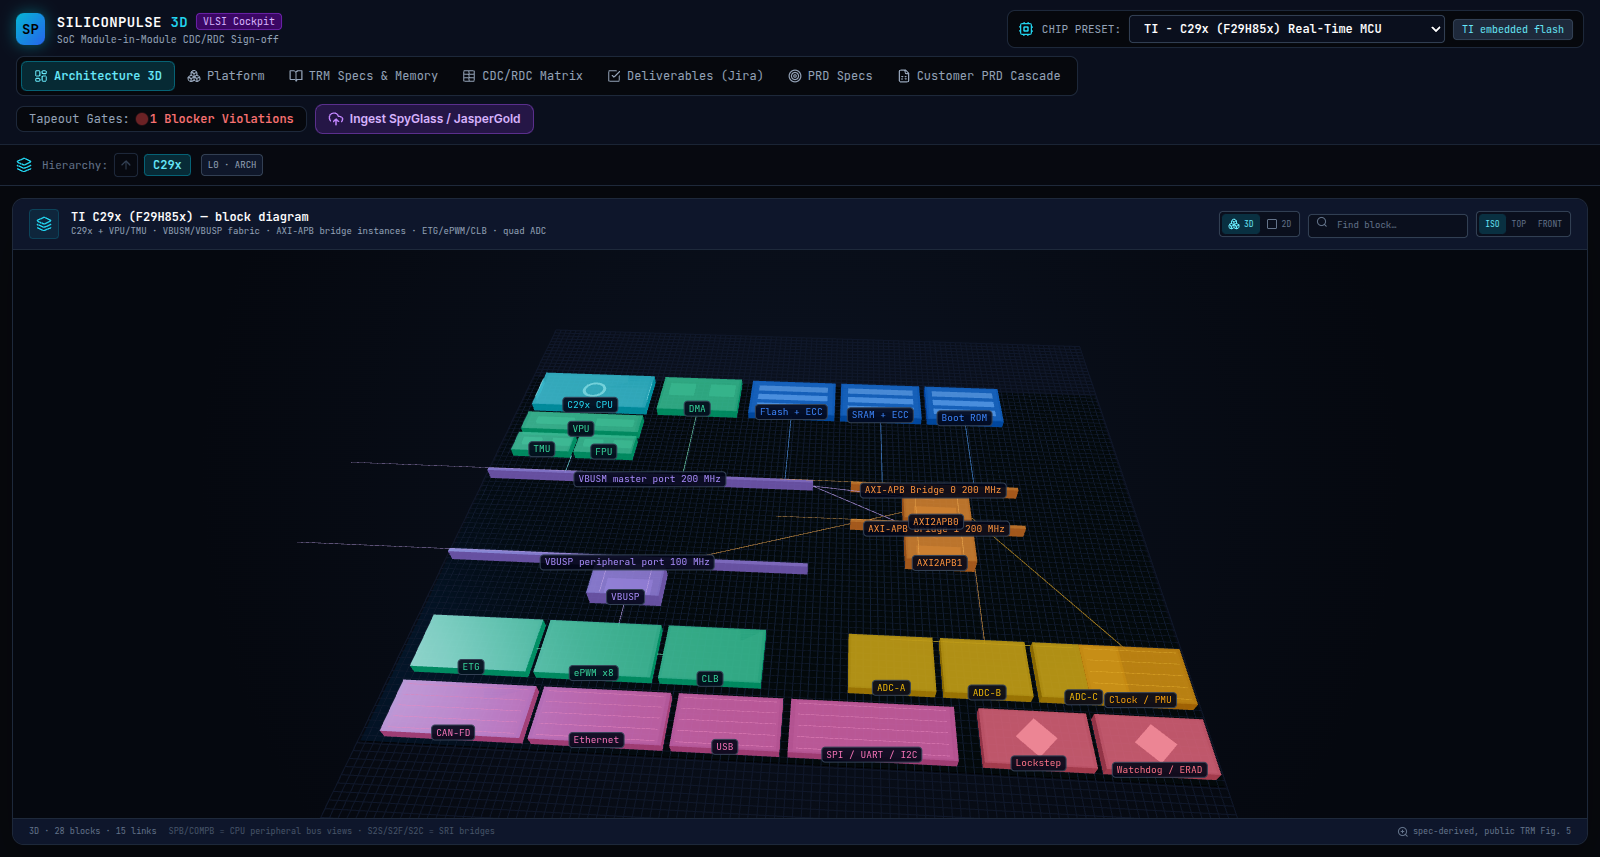 SP
SILICONPULSE 3D VLSI Cockpit
SoC Module-in-Module CDC/RDC Sign-off
CHIP PRESET: TI - C29x (F29H85x) Real-Time MCU TI embedded flash
Architecture 3D Platform TRM Specs & Memory CDC/RDC Matrix Deliverables (Jira) PRD Specs Customer PRD Cascade
Tapeout Gates: 1 Blocker Violations Ingest SpyGlass / JasperGold
Hierarchy: C29x L0 · ARCH
TI C29x (F29H85x) — block diagram
C29x + VPU/TMU · VBUSM/VBUSP fabric · AXI-APB bridge instances · ETG/ePWM/CLB · quad ADC
3D 2D Find block… ISO TOP FRONT
C29x CPU
DMA
Flash + ECC
SRAM + ECC
Boot ROM
VPU
TMU
FPU
VBUSM master port 200 MHz
AXI-APB Bridge 0 200 MHz
AXI2APB0
AXI-APB Bridge 1 200 MHz
VBUSP peripheral port 100 MHz
AXI2APB1
VBUSP
ETG
ePWM x8
CLB
ADC-A
ADC-B
ADC-C
Clock / PMU
CAN-FD
Ethernet
USB
SPI / UART / I2C
Lockstep
Watchdog / ERAD
3D · 28 blocks · 15 links SPB/COMPB = CPU peripheral bus views · S2S/S2F/S2C = SRI bridges
spec-derived, public TRM Fig. 5